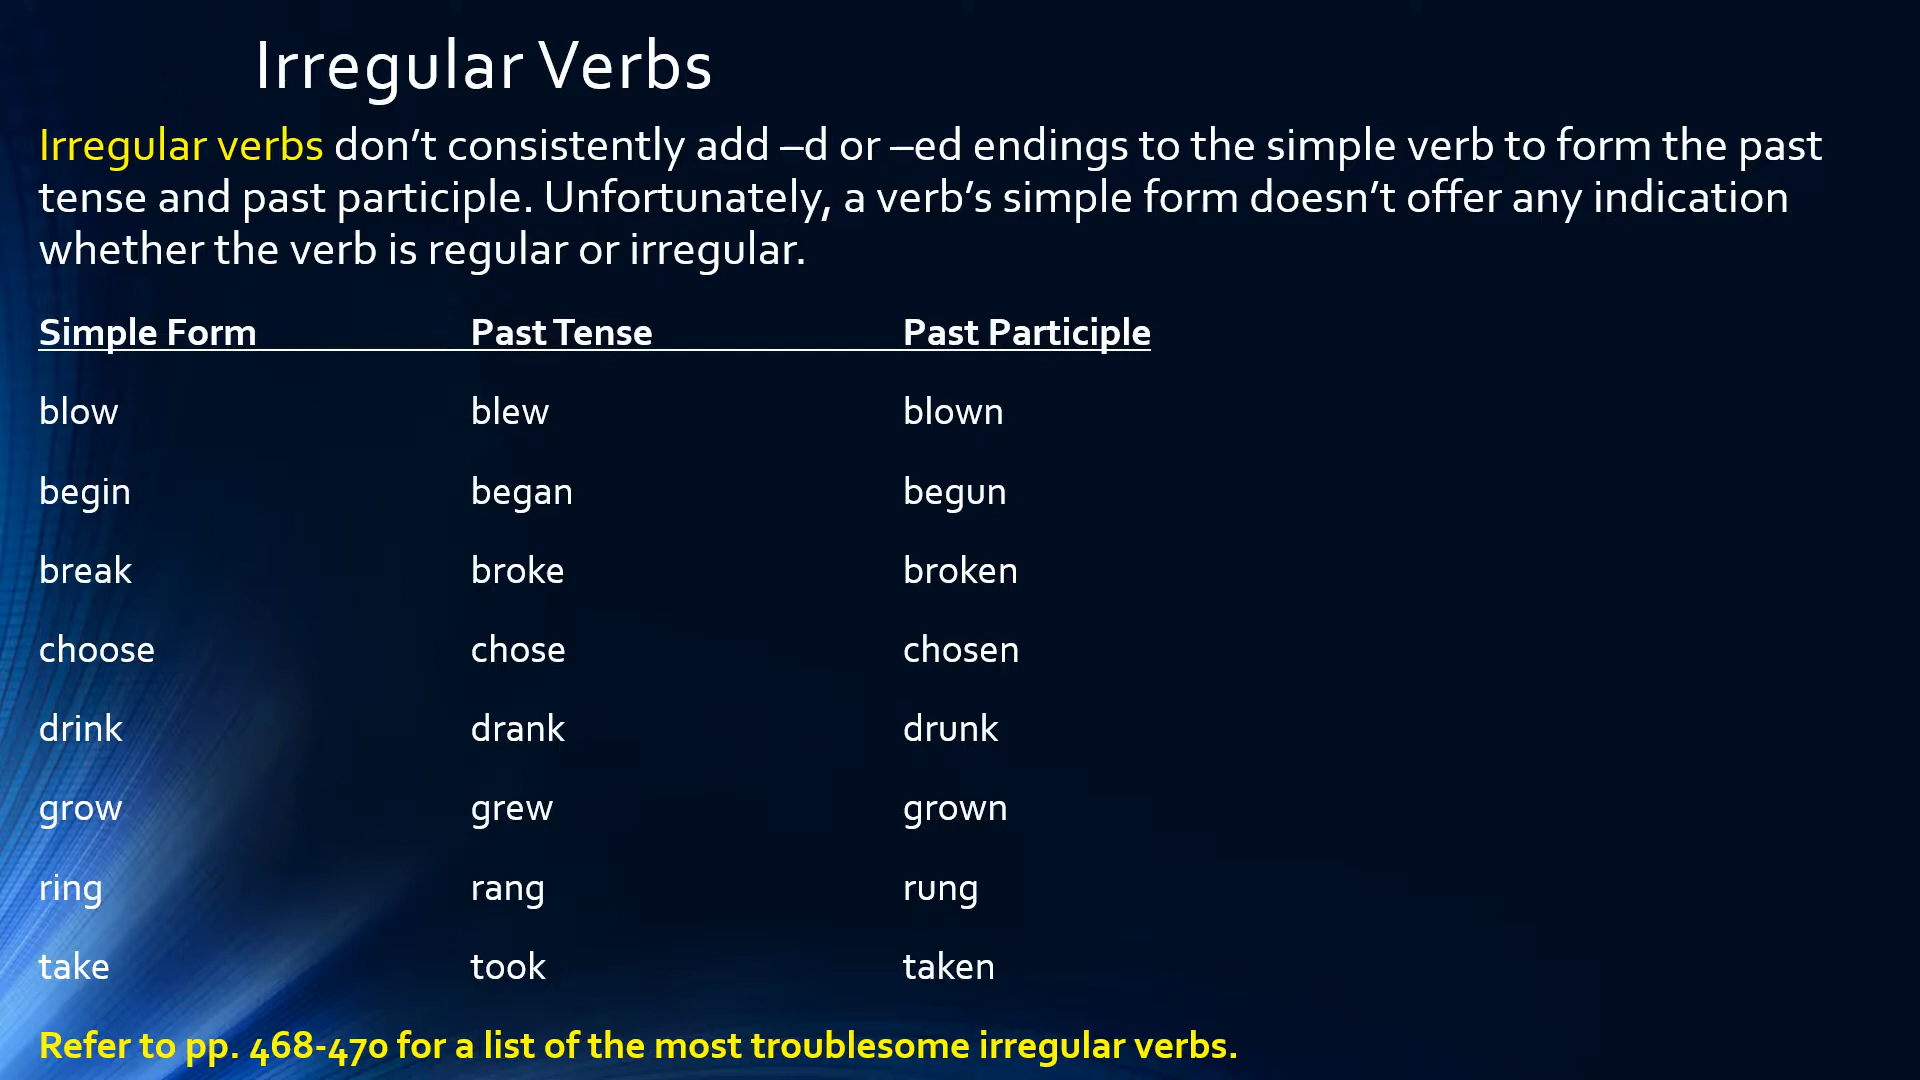 Irregular Verbs
Irregular verbs don’t consistently add –d or –ed endings to the simple verb to form the past
tense and past participle. Unfortunately, a verb’s simple form doesn’t offer any indication
whether the verb is regular or irregular.
Simple Form Past Tense Past Participle
blow blew blown
begin began begun
break broke broken
choose chose chosen
drink drank drunk
grow grew grown
ring rang rung
take took taken
Refer to pp. 468-470 for a list of the most troublesome irregular verbs.